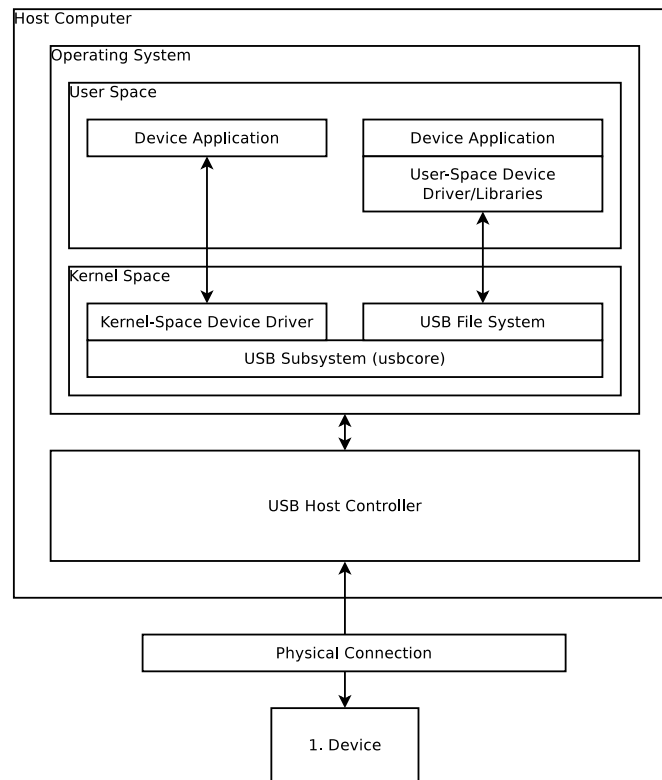 Host Computer
Operating System
User Space
Device Application
Device Application
User-Space Device
Driver/Libraries
Kernel Space
Kernel-Space Device Driver
USB File System
USB Subsystem (usbcore)
USB Host Controller
Physical Connection
1. Device